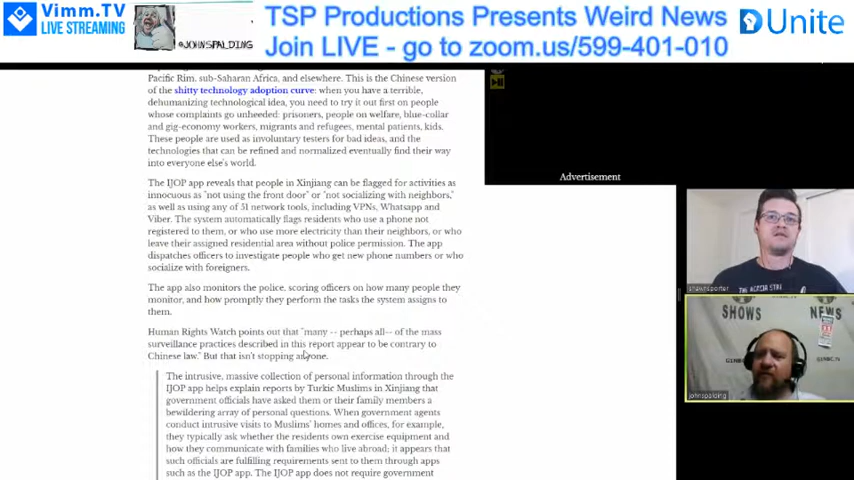 Vimm.TV
LIVE STREAMING
@JOHNSPALDING
TSP Productions Presents Weird News
Join LIVE - go to zoom.us/599-401-010
DUnite
Pacific Rim, sub-Saharan Africa, and elsewhere. This is the Chinese version
of the shitty technology adoption curve: when you have a terrible,
dehumanizing technological idea, you need to try it out first on people
whose complaints go unheeded: prisoners, people on welfare, blue-collar
and gig-economy workers, migrants and refugees, mental patients, kids.
These people are used as involuntary testers for bad ideas, and the
technologies that can be refined and normalized eventually find their way
into everyone else's world.
The IJOP app reveals that people in Xinjiang can be flagged for activities as
innocuous as "not using the front door" or "not socializing with neighbors,"
as well as using any of 51 network tools, including VPNs, Whatsapp and
Viber. The system automatically flags residents who use a phone not
registered to them, or who use more electricity than their neighbors, or who
leave their assigned residential area without police permission. The app
dispatches officers to investigate people who get new phone numbers or who
socialize with foreigners.
The app also monitors the police, scoring officers on how many people they
monitor, and how promptly they perform the tasks the system assigns to
them.
Human Rights Watch points out that "many -- perhaps all-- of the mass
surveillance practices described in this report appear to be contrary to
Chinese law." But that isn't stopping anyone.
The intrusive, massive collection of personal information through the
IJOP app helps explain reports by Turkic Muslims in Xinjiang that
government officials have asked them or their family members a
bewildering array of personal questions. When government agents
conduct intrusive visits to Muslims' homes and offices, for example,
they typically ask whether the residents own exercise equipment and
how they communicate with families who live abroad; it appears that
such officials are fulfilling requirements sent to them through apps
such as the IJOP app. The IJOP app does not require government
Advertisement
THE ACACIA STRAIN
shawnsporter
SHOWS
NEWS
johnspalding